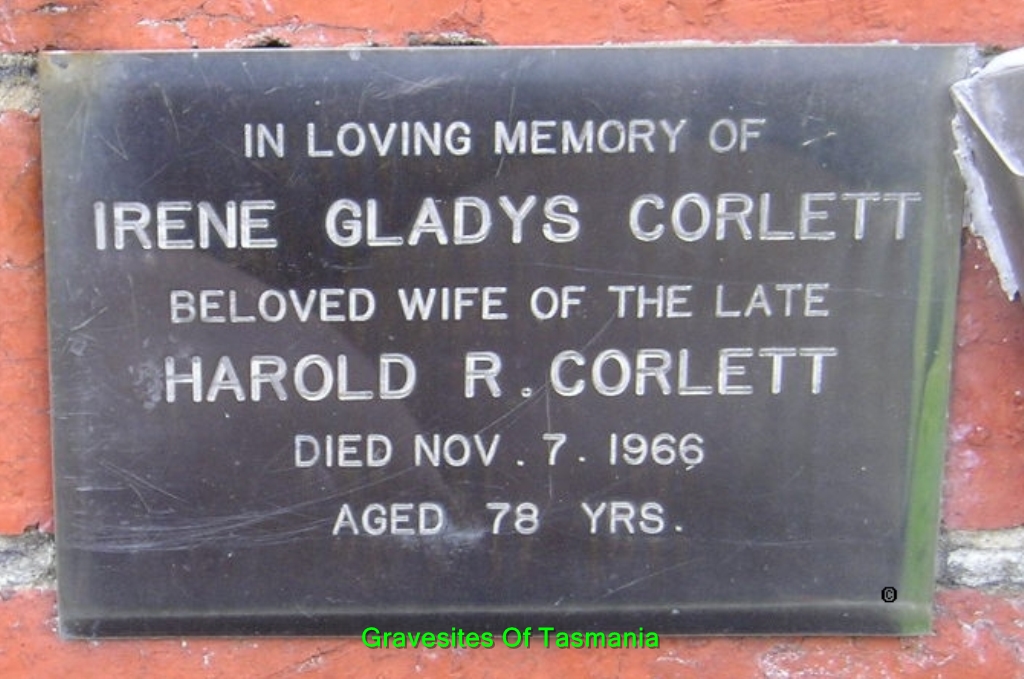 IN LOVING MEMORY OF
IRENE GLADYS CORLETT
BELOVED WIFE OF THE LATE
HAROLD R. CORLETT
DIED NOV. 7. 1966
AGED 78 YRS.
©
Gravesites Of Tasmania